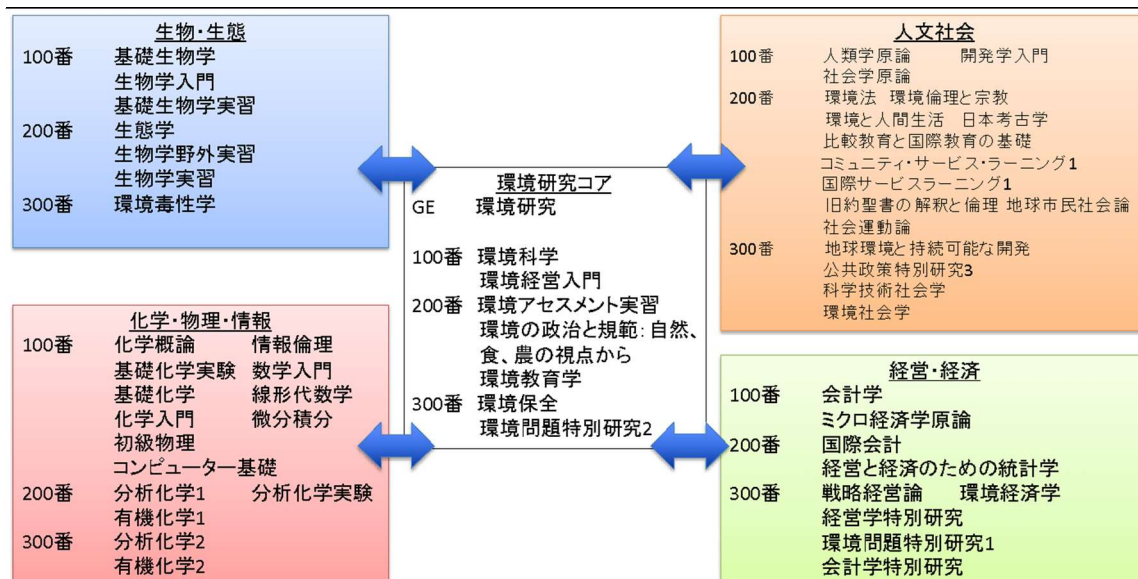 生物・生態
100番 基礎生物学
生物学入門
基礎生物学実習
200番 生態学
生物学野外実習
生物学実習
300番 環境毒性学
化学・物理・情報
100番 化学概論 情報倫理
基礎化学実験 数学入門
基礎化学 線形代数学
化学入門 微分積分
初級物理
コンピューター基礎
200番 分析化学1 分析化学実験
有機化学1
300番 分析化学2
有機化学2
環境研究コア
GE 環境研究
100番 環境科学
環境経営入門
200番 環境アセスメント実習
環境の政治と規範：自然、
食、農の視点から
環境教育学
300番 環境保全
環境問題特別研究2
人文社会
100番 人類学原論 開発学入門
社会学原論
200番 環境法 環境倫理と宗教
環境と人間生活 日本考古学
比較教育と国際教育の基礎
コミュニティ・サービス・ラーニング1
国際サービスラーニング1
旧約聖書の解釈と倫理 地球市民社会論
社会運動論
300番 地球環境と持続可能な開発
公共政策特別研究3
科学技術社会学
環境社会学
経営・経済
100番 会計学
ミクロ経済学原論
200番 国際会計
経営と経済のための統計学
300番 戦略経営論 環境経済学
経営学特別研究
環境問題特別研究1
会計学特別研究